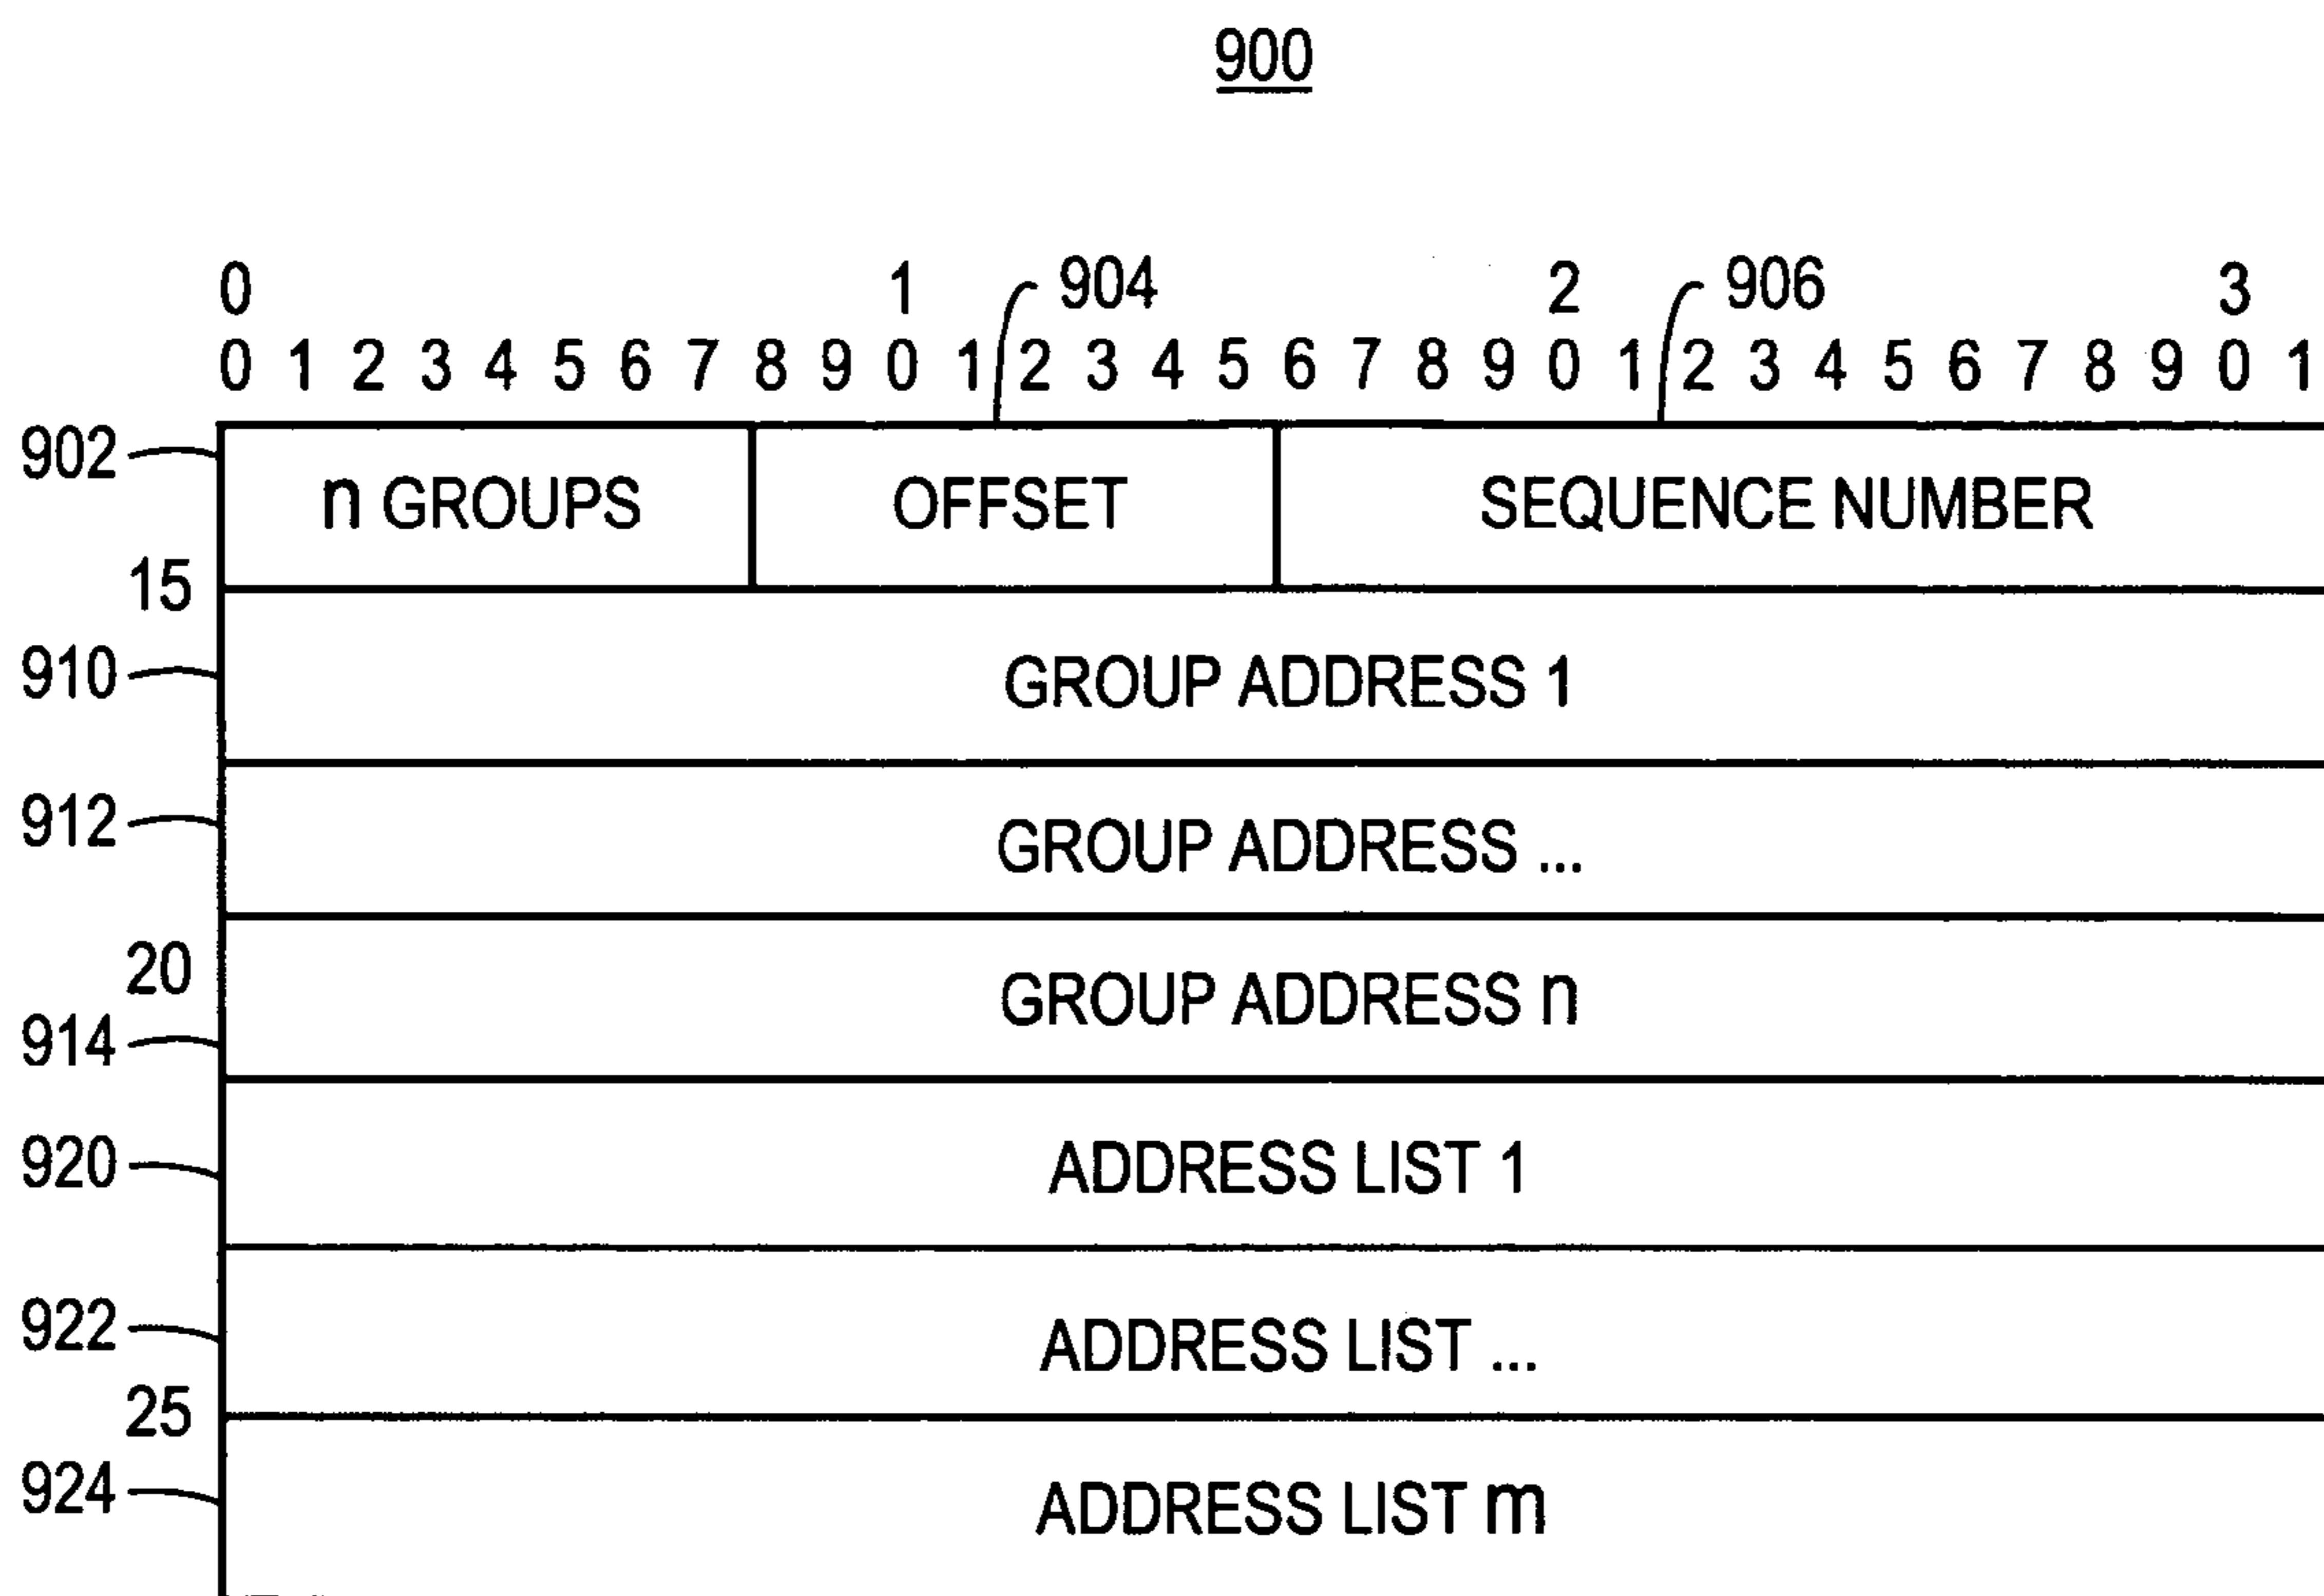 900
0 1 904 2 906 3
0 1 2 3 4 5 6 7 8 9 0 1 2 3 4 5 6 7 8 9 0 1 2 3 4 5 6 7 8 9 0 1
902 n GROUPS OFFSET SEQUENCE NUMBER
15
910 GROUP ADDRESS 1
912 GROUP ADDRESS ...
20
GROUP ADDRESS n
914
920 ADDRESS LIST 1
922 ADDRESS LIST ...
25
924 ADDRESS LIST m